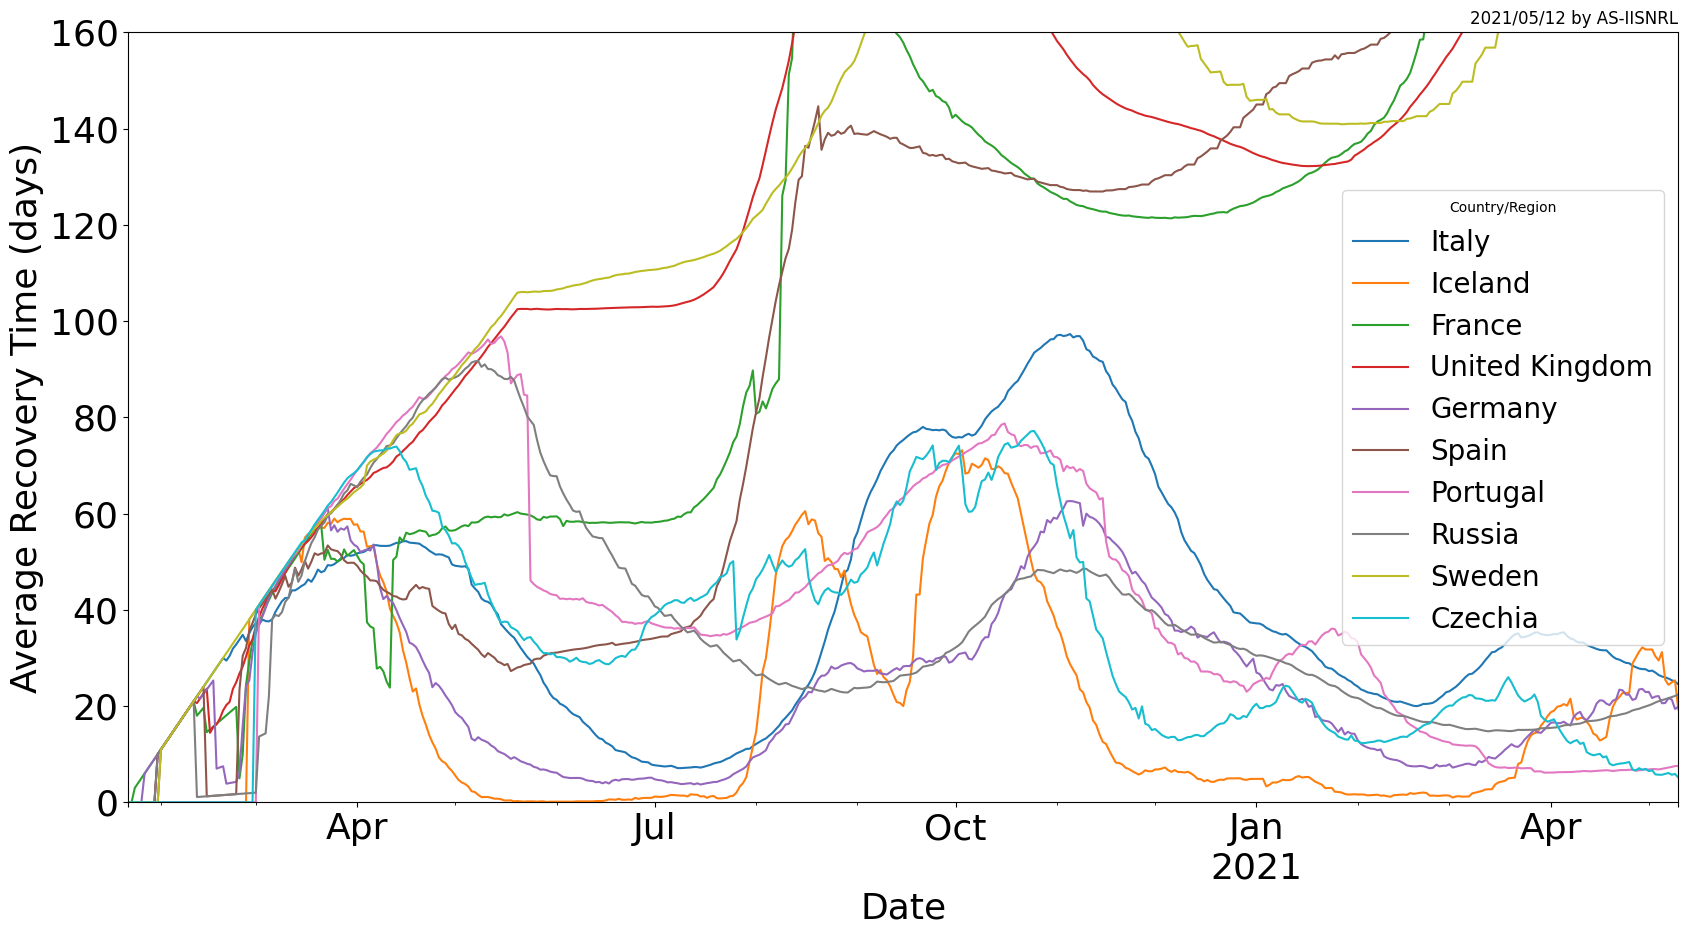 2021/05/12 by AS-IISNRL
160
140
120
100
80
60
40
20
0
Average Recovery Time (days)
Country/Region
Italy
Iceland
France
United Kingdom
Germany
Spain
Portugal
Russia
Sweden
Czechia
Apr Jul Oct Jan Apr
2021
Date